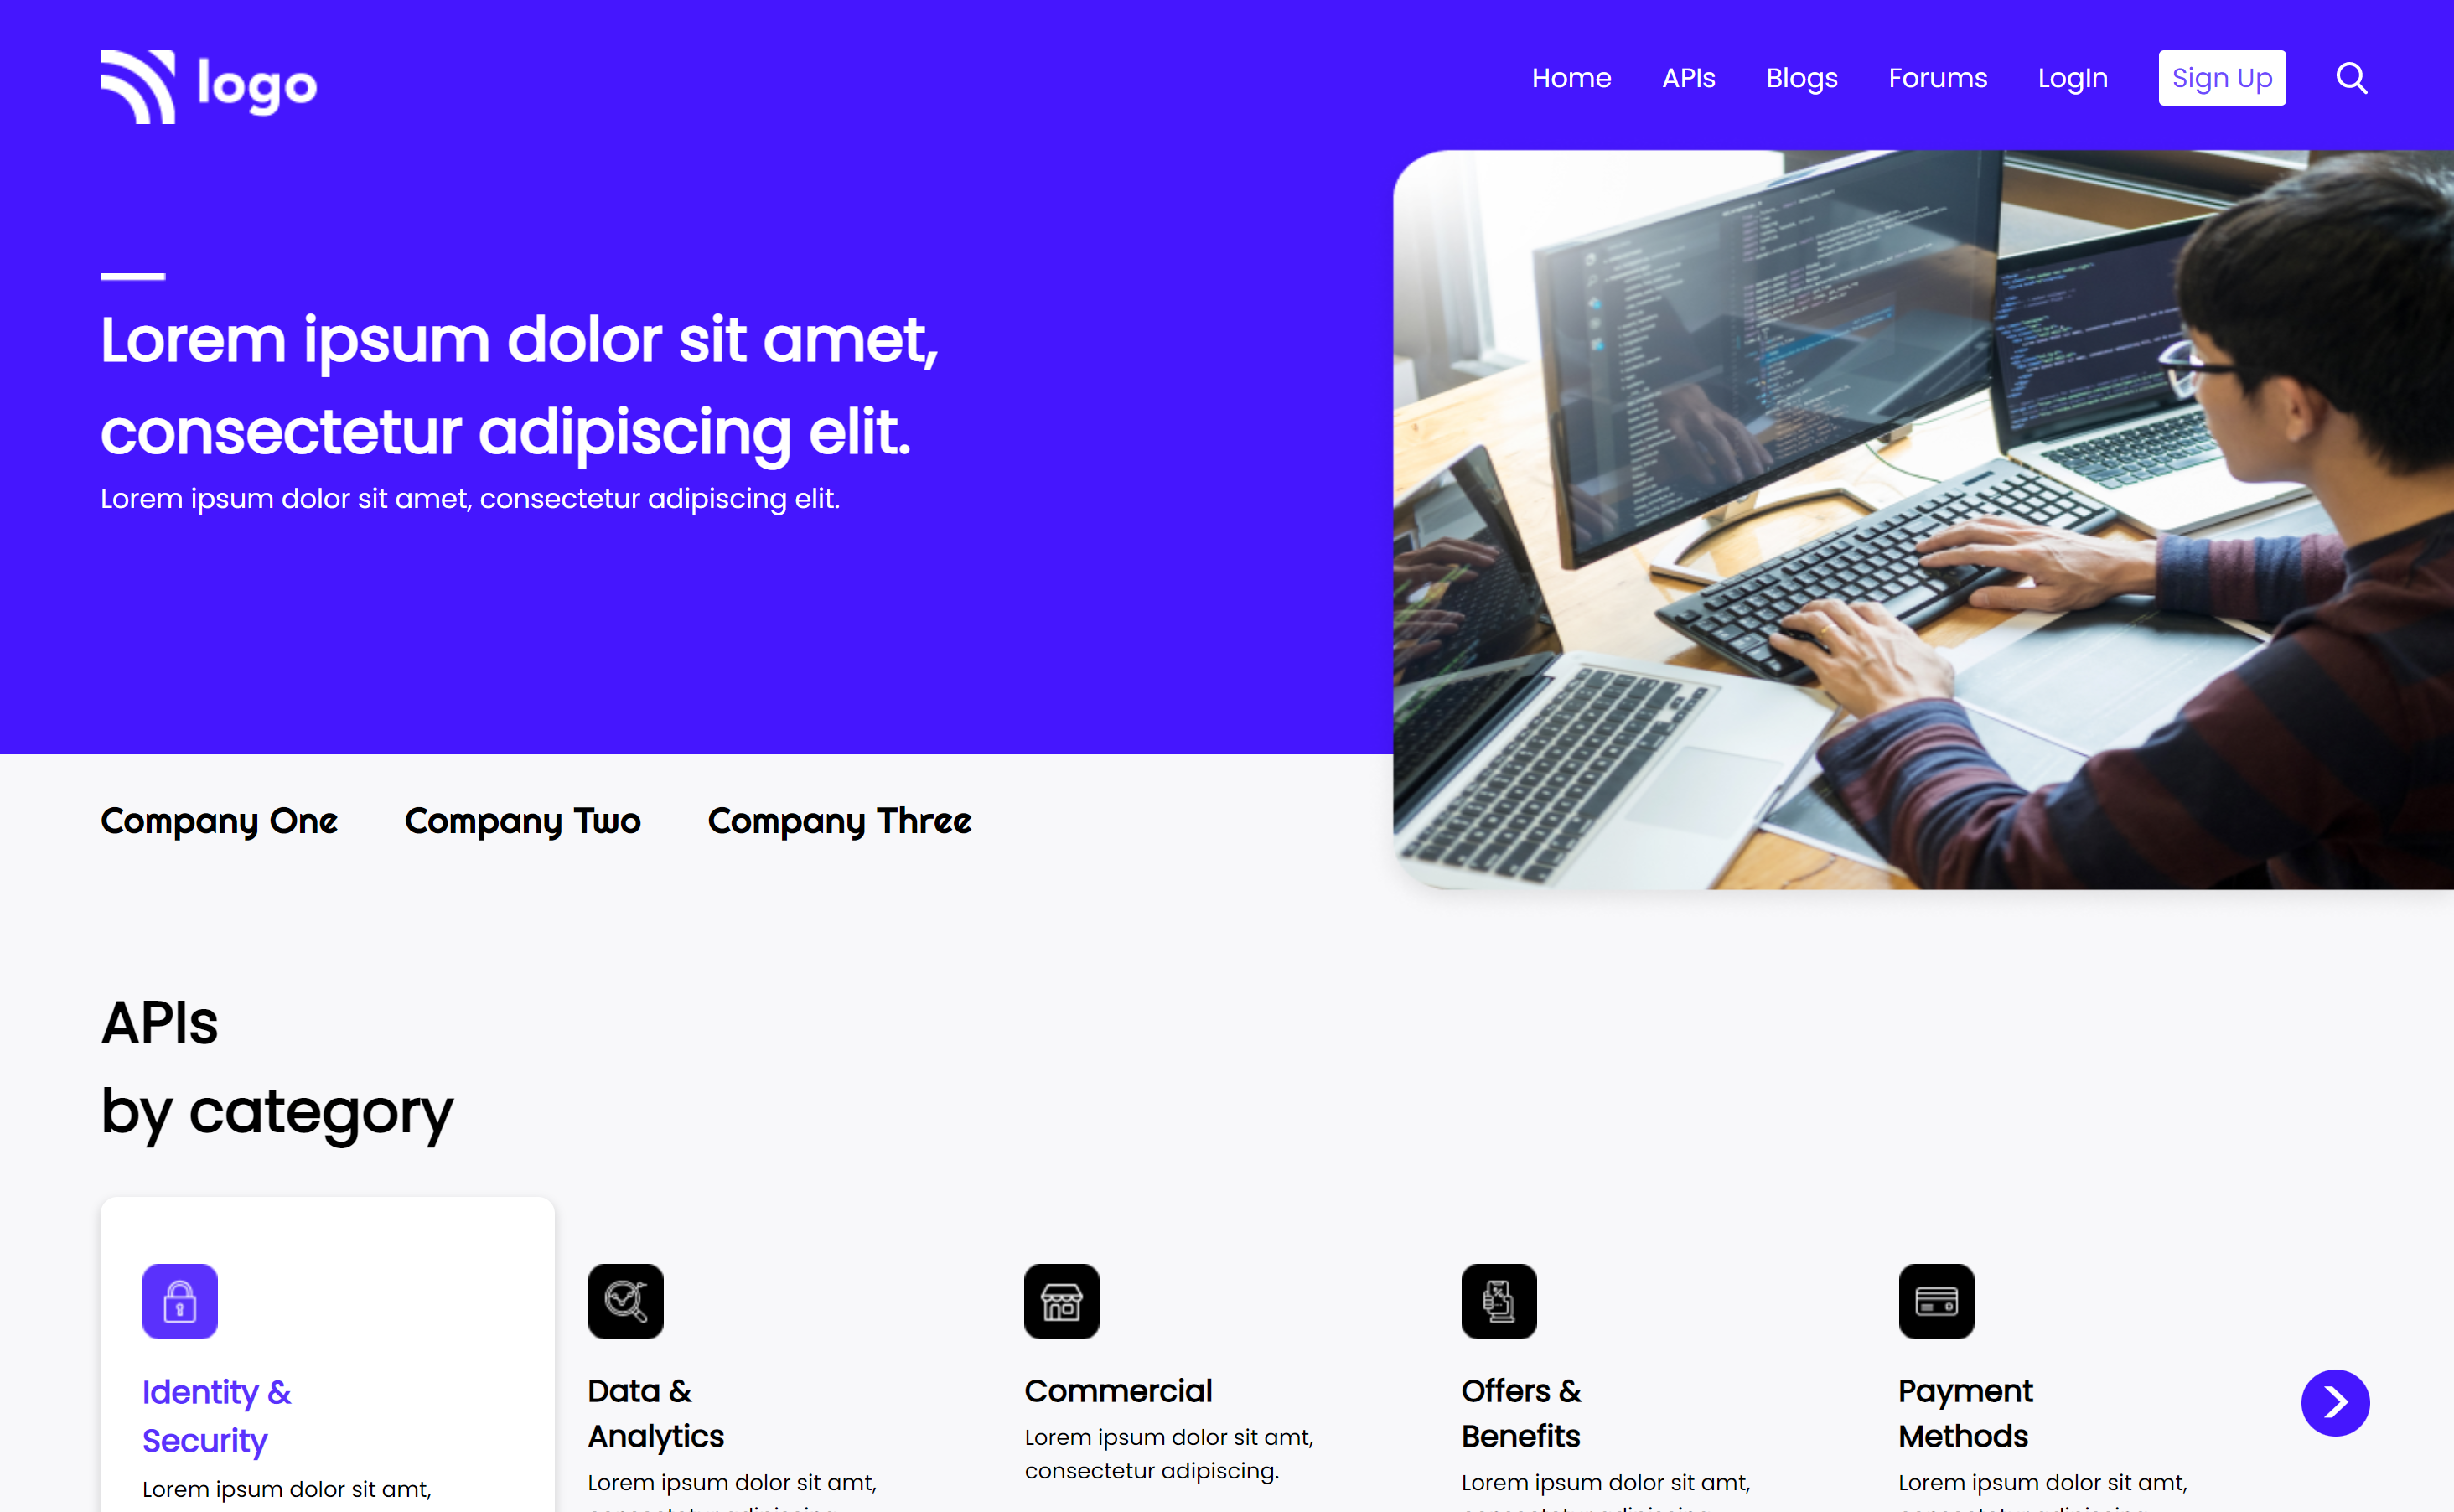 logo
Home APIs Blogs Forums LogIn Sign Up
Lorem ipsum dolor sit amet,
consectetur adipiscing elit.
Lorem ipsum dolor sit amet, consectetur adipiscing elit.
Company One Company Two Company Three
APIs
by category
Identity &
Security
Lorem ipsum dolor sit amt,
Data &
Analytics
Lorem ipsum dolor sit amt,
Commercial
Lorem ipsum dolor sit amt,
consectetur adipiscing.
Offers &
Benefits
Lorem ipsum dolor sit amt,
Payment
Methods
Lorem ipsum dolor sit amt,